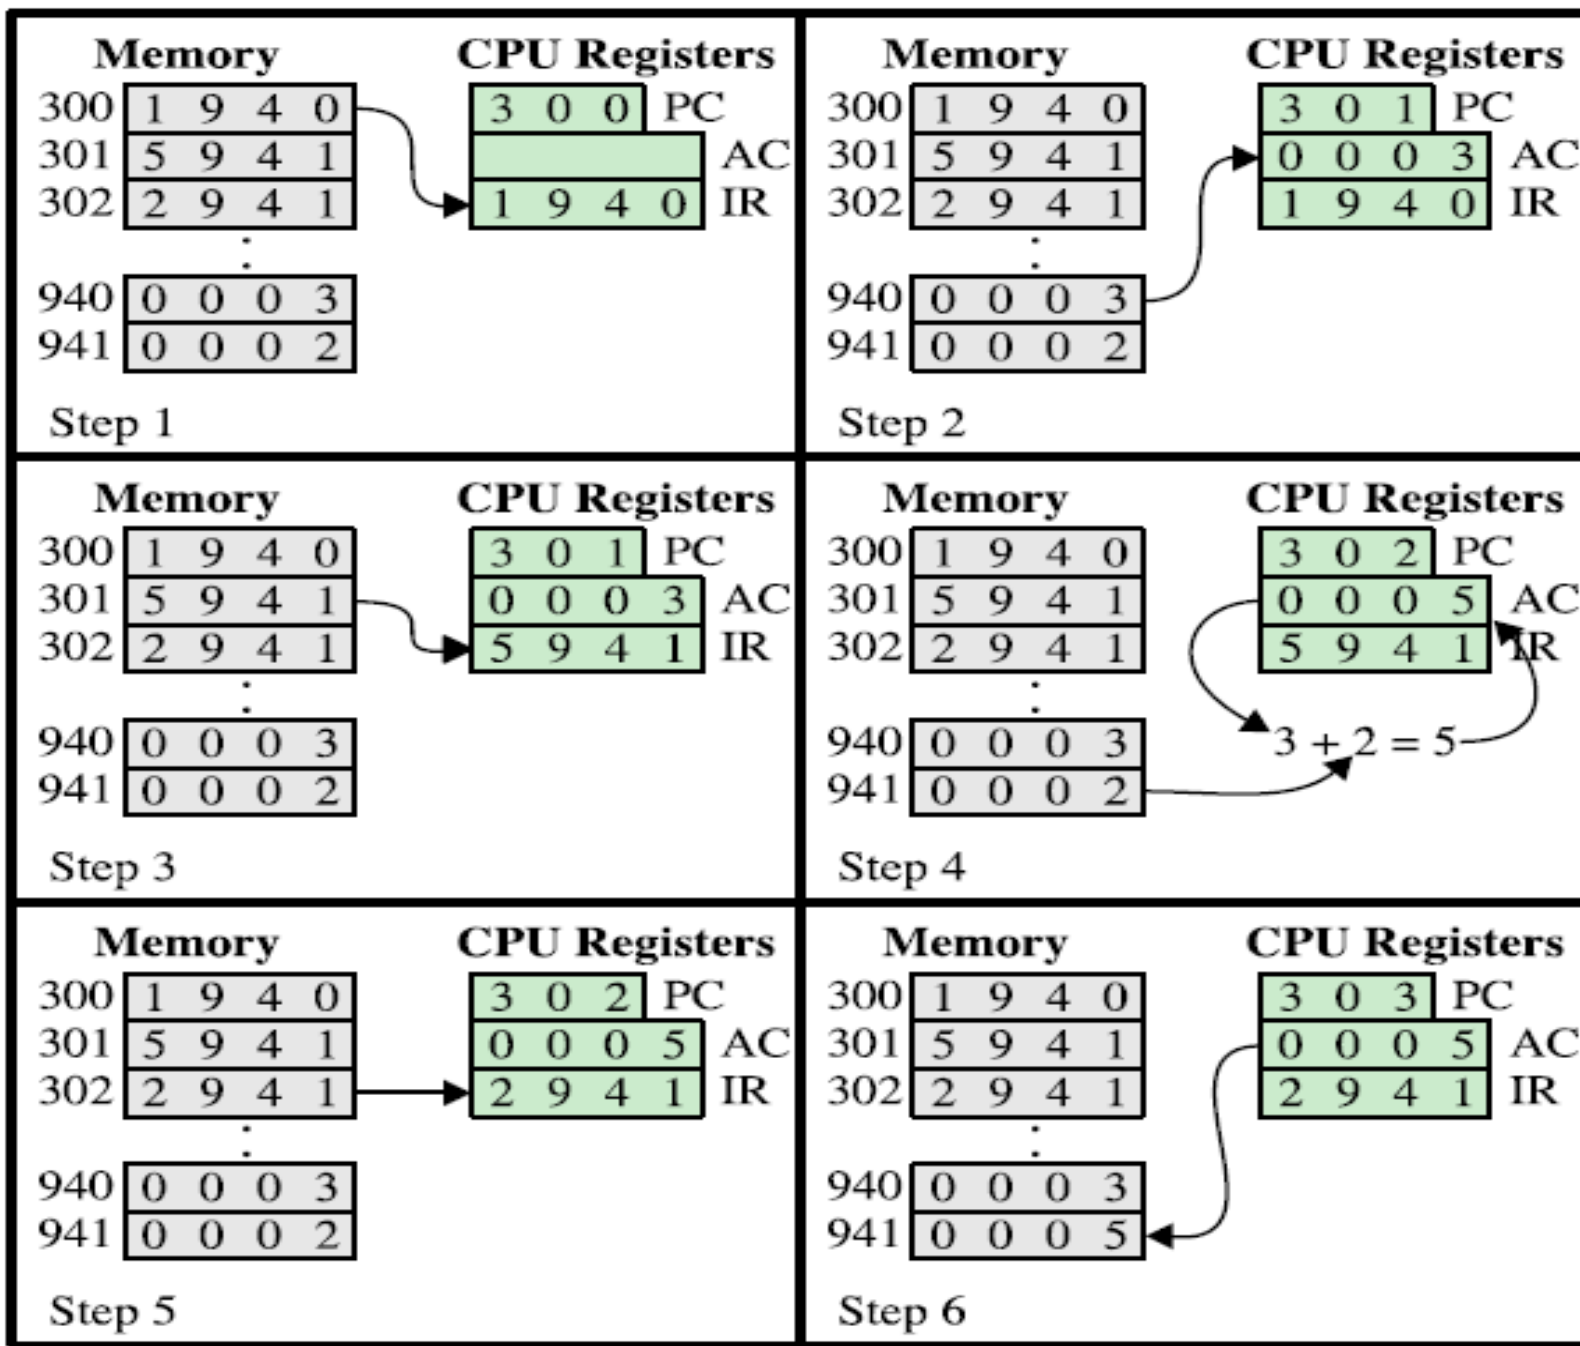 Memory CPU Registers
300 1 9 4 0 3 0 0 PC
301 5 9 4 1 AC
302 2 9 4 1 1 9 4 0 IR
940 0 0 0 3
941 0 0 0 2
Step 1
Memory CPU Registers
300 1 9 4 0 3 0 1 PC
301 5 9 4 1 0 0 0 3 AC
302 2 9 4 1 1 9 4 0 IR
940 0 0 0 3
941 0 0 0 2
Step 2
Memory CPU Registers
300 1 9 4 0 3 0 1 PC
301 5 9 4 1 0 0 0 3 AC
302 2 9 4 1 5 9 4 1 IR
940 0 0 0 3
941 0 0 0 2
Step 3
Memory CPU Registers
300 1 9 4 0 3 0 2 PC
301 5 9 4 1 0 0 0 5 AC
302 2 9 4 1 5 9 4 1 IR
940 0 0 0 3 3 + 2 = 5
941 0 0 0 2
Step 4
Memory CPU Registers
300 1 9 4 0 3 0 2 PC
301 5 9 4 1 0 0 0 5 AC
302 2 9 4 1 2 9 4 1 IR
940 0 0 0 3
941 0 0 0 2
Step 5
Memory CPU Registers
300 1 9 4 0 3 0 3 PC
301 5 9 4 1 0 0 0 5 AC
302 2 9 4 1 2 9 4 1 IR
940 0 0 0 3
941 0 0 0 5
Step 6